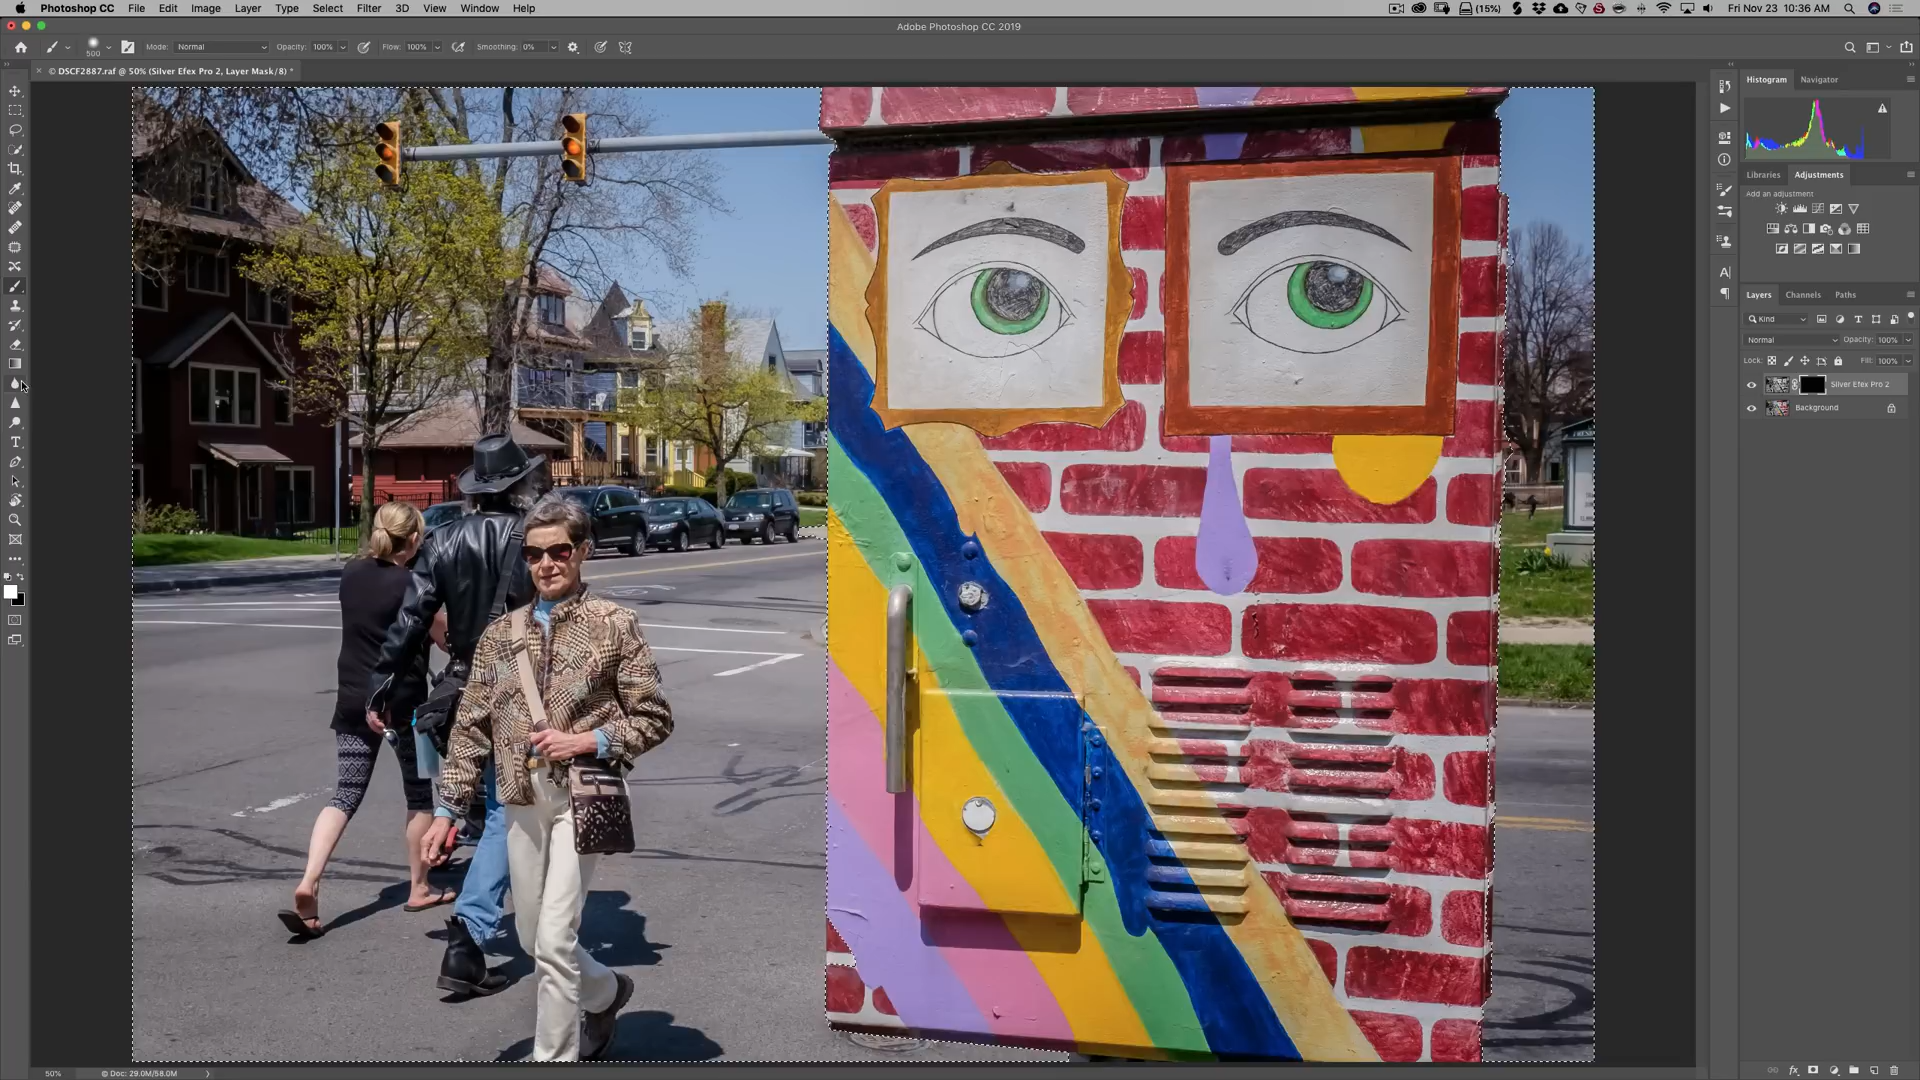 Photoshop CC File Edit Image Layer Type Select Filter 3D View Window Help (15%) Fri Nov 23 10:36 AM
Adobe Photoshop CC 2019
500 Mode: Normal Opacity: 100% Flow: 100% Smoothing: 0%
© DSCF2887.raf @ 50% (Silver Efex Pro 2, Layer Mask/8) *
Histogram Navigator
Libraries Adjustments
Add an adjustment
Layers Channels Paths
Kind
Normal Opacity: 100%
Lock: Fill: 100%
Silver Efex Pro 2
Background
50% © Doc: 29.0M/58.0M